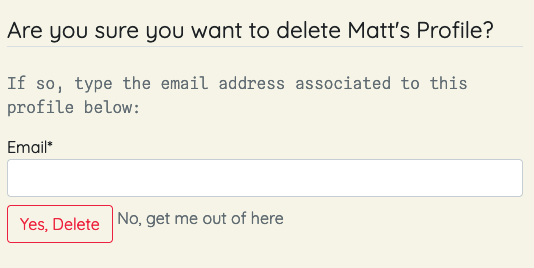 Are you sure you want to delete Matt's Profile?
If so, type the email address associated to this
profile below:
Email*
Yes, Delete No, get me out of here